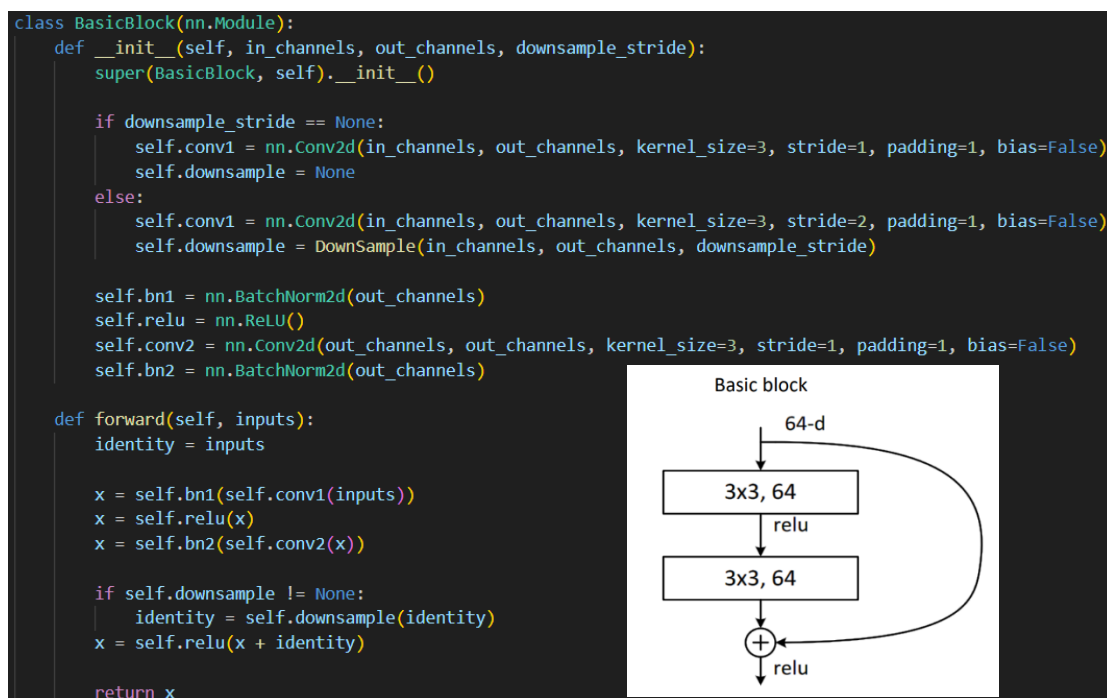 class BasicBlock(nn.Module):
    def __init__(self, in_channels, out_channels, downsample_stride):
        super(BasicBlock, self).__init__()

        if downsample_stride == None:
            self.conv1 = nn.Conv2d(in_channels, out_channels, kernel_size=3, stride=1, padding=1, bias=False)
            self.downsample = None
        else:
            self.conv1 = nn.Conv2d(in_channels, out_channels, kernel_size=3, stride=2, padding=1, bias=False)
            self.downsample = DownSample(in_channels, out_channels, downsample_stride)

        self.bn1 = nn.BatchNorm2d(out_channels)
        self.relu = nn.ReLU()
        self.conv2 = nn.Conv2d(out_channels, out_channels, kernel_size=3, stride=1, padding=1, bias=False)
        self.bn2 = nn.BatchNorm2d(out_channels)

    def forward(self, inputs):
        identity = inputs

        x = self.bn1(self.conv1(inputs))
        x = self.relu(x)
        x = self.bn2(self.conv2(x))

        if self.downsample != None:
            identity = self.downsample(identity)
        x = self.relu(x + identity)

        return x
Basic block
64-d
3x3, 64
relu
3x3, 64
+
relu